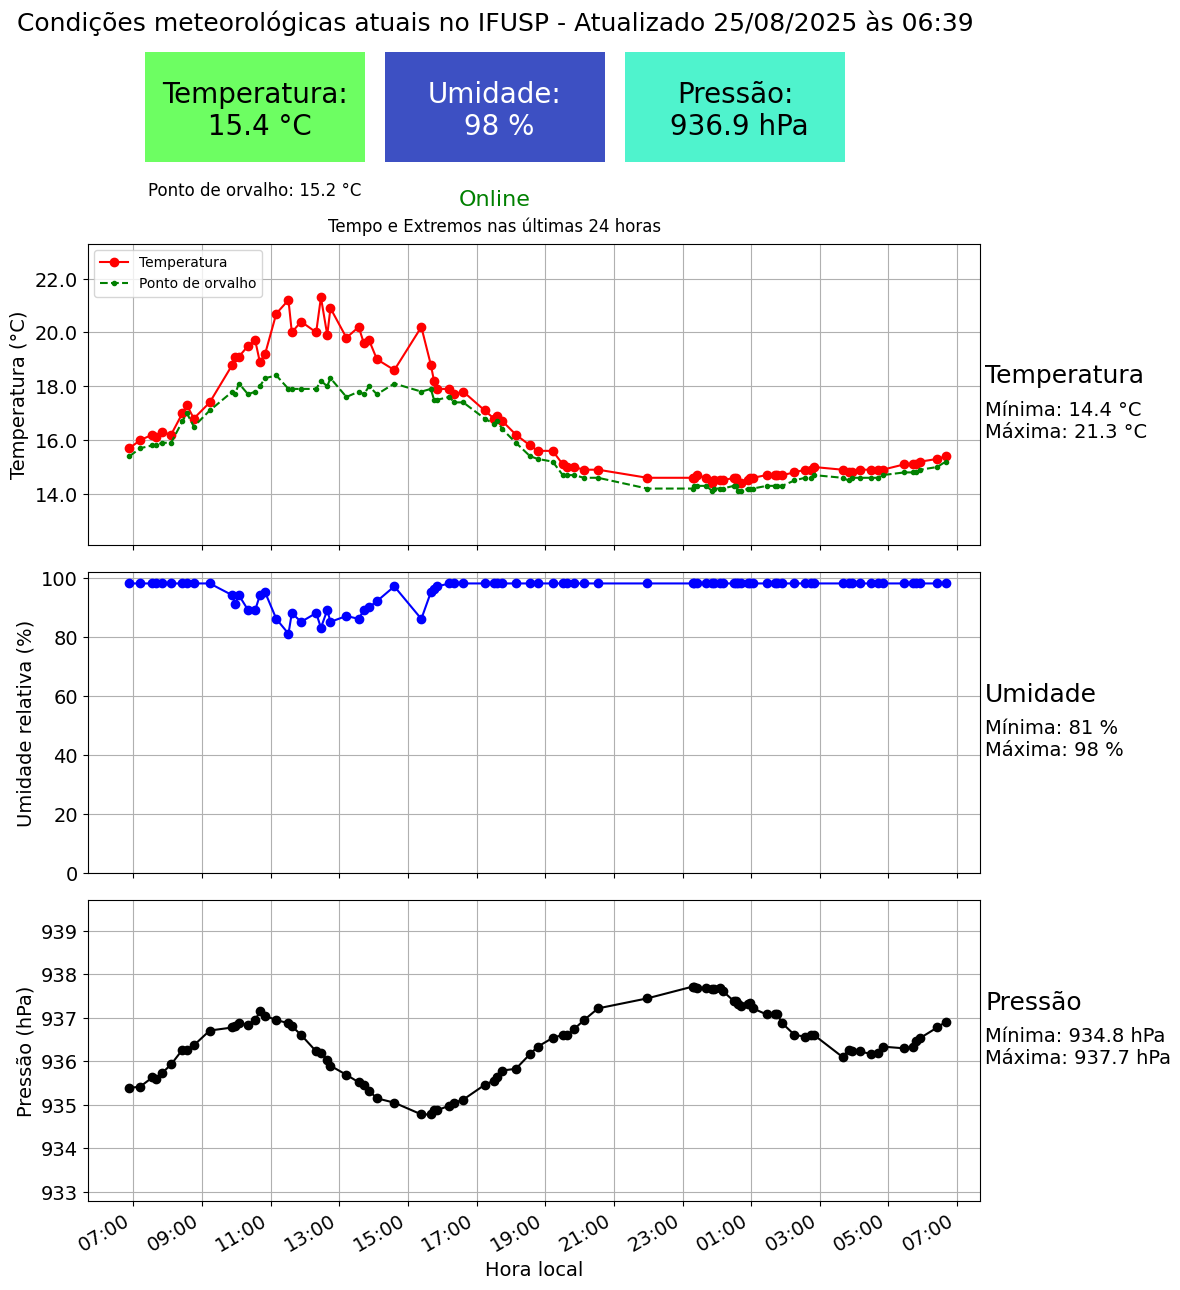 Condições meteorológicas atuais no IFUSP - Atualizado 25/08/2025 às 06:39
Temperatura:
15.4 °C
Umidade:
98 %
Pressão:
936.9 hPa
Ponto de orvalho: 15.2 °C
Online
Tempo e Extremos nas últimas 24 horas
Temperatura
Ponto de orvalho
Temperatura (°C)
22.0
20.0
18.0
16.0
14.0
Temperatura
Mínima: 14.4 °C
Máxima: 21.3 °C
Umidade relativa (%)
100
80
60
40
20
0
Umidade
Mínima: 81 %
Máxima: 98 %
Pressão (hPa)
939
938
937
936
935
934
933
Pressão
Mínima: 934.8 hPa
Máxima: 937.7 hPa
07:00 09:00 11:00 13:00 15:00 17:00 19:00 21:00 23:00 01:00 03:00 05:00 07:00
Hora local